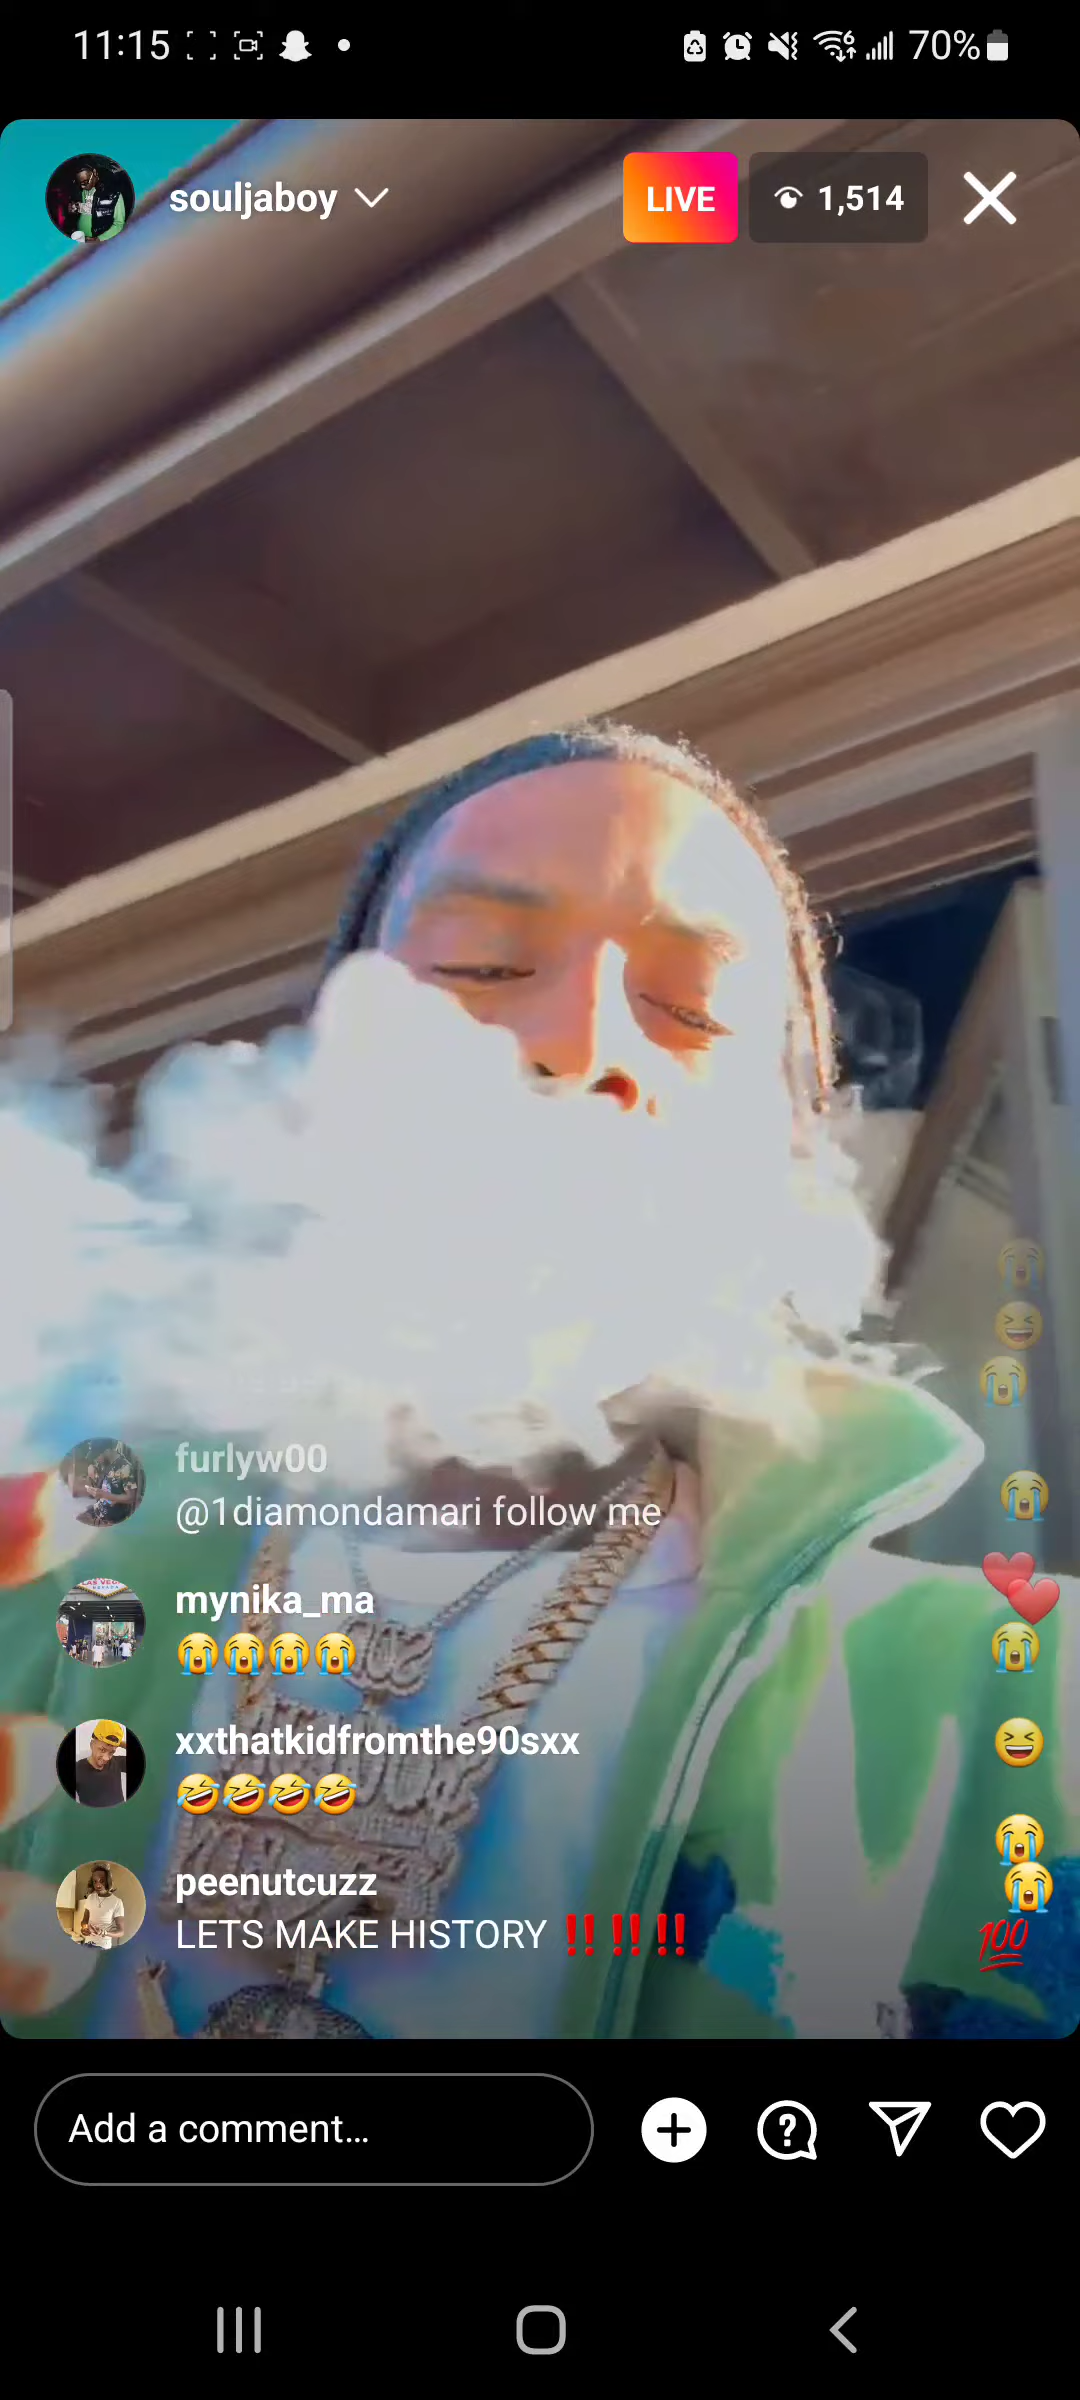 11:15
70%
souljaboy
LIVE
1,514
furlyw00
@1diamondamari follow me
mynika_ma
😭😭😭😭
xxthatkidfromthe90sxx
🤣🤣🤣🤣
peenutcuzz
LETS MAKE HISTORY ‼️‼️‼️
💯
Add a comment...